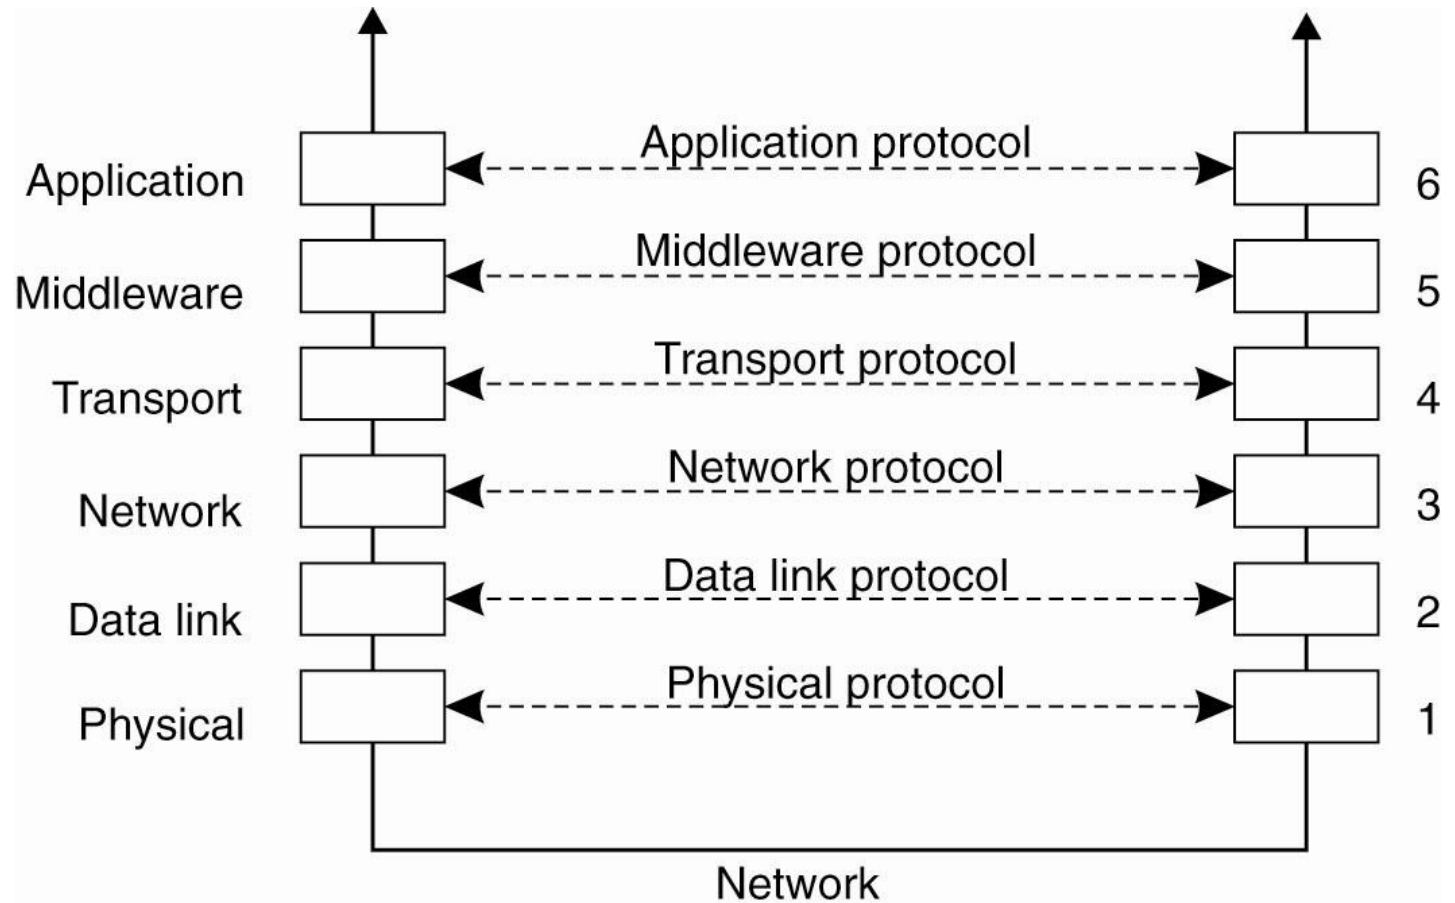 Application protocol
Application
6
Middleware protocol
Middleware
5
Transport protocol
Transport
4
Network protocol
Network
3
Data link protocol
Data link
2
Physical protocol
Physical
1
Network